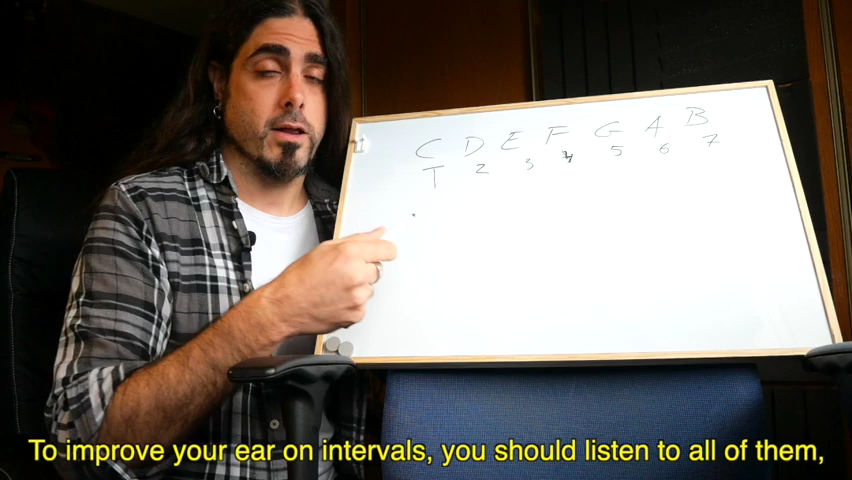 C D E F G A B
T 2 3 4 5 6 7
To improve your ear on intervals, you should listen to all of them,